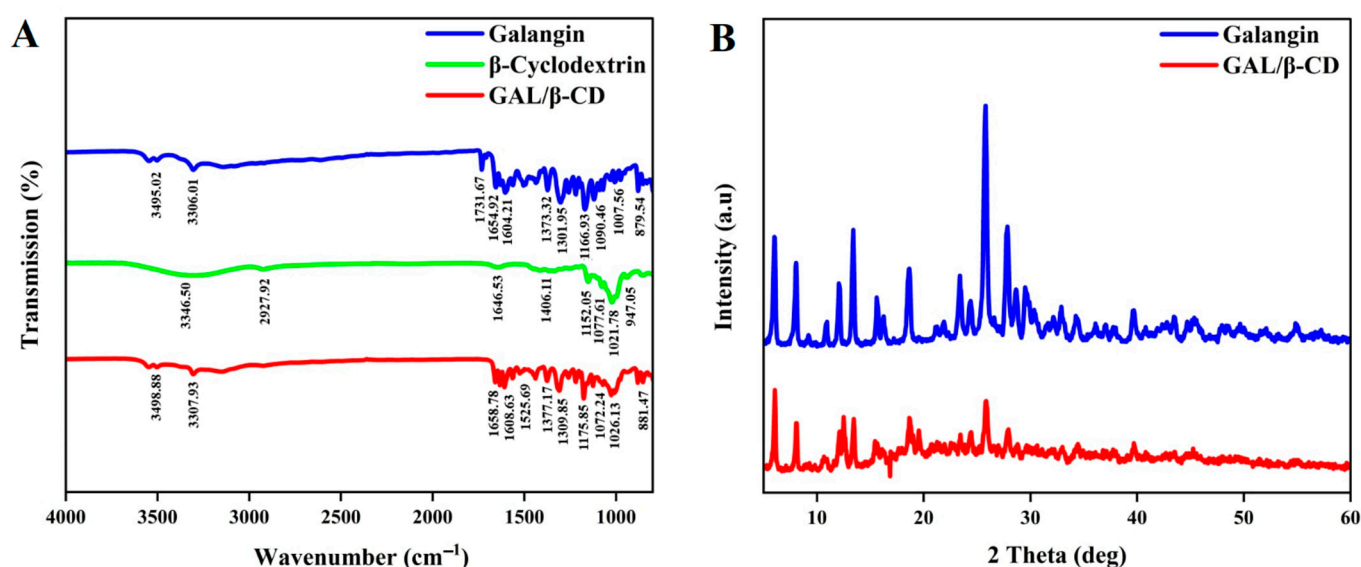 A
Galangin
β-Cyclodextrin
GAL/β-CD
Transmission (%)
3495.02
3306.01
1731.67
1654.92
1604.21
1373.32
1301.95
1166.93
1090.46
1007.56
879.54
3346.50
2927.92
1646.53
1406.11
1152.05
1077.61
1021.78
947.05
3498.88
3307.93
1658.78
1608.63
1525.69
1377.17
1309.85
1175.85
1072.24
1026.13
881.47
4000 3500 3000 2500 2000 1500 1000
Wavenumber (cm⁻¹)
B
Galangin
GAL/β-CD
Intensity (a.u)
10 20 30 40 50 60
2 Theta (deg)